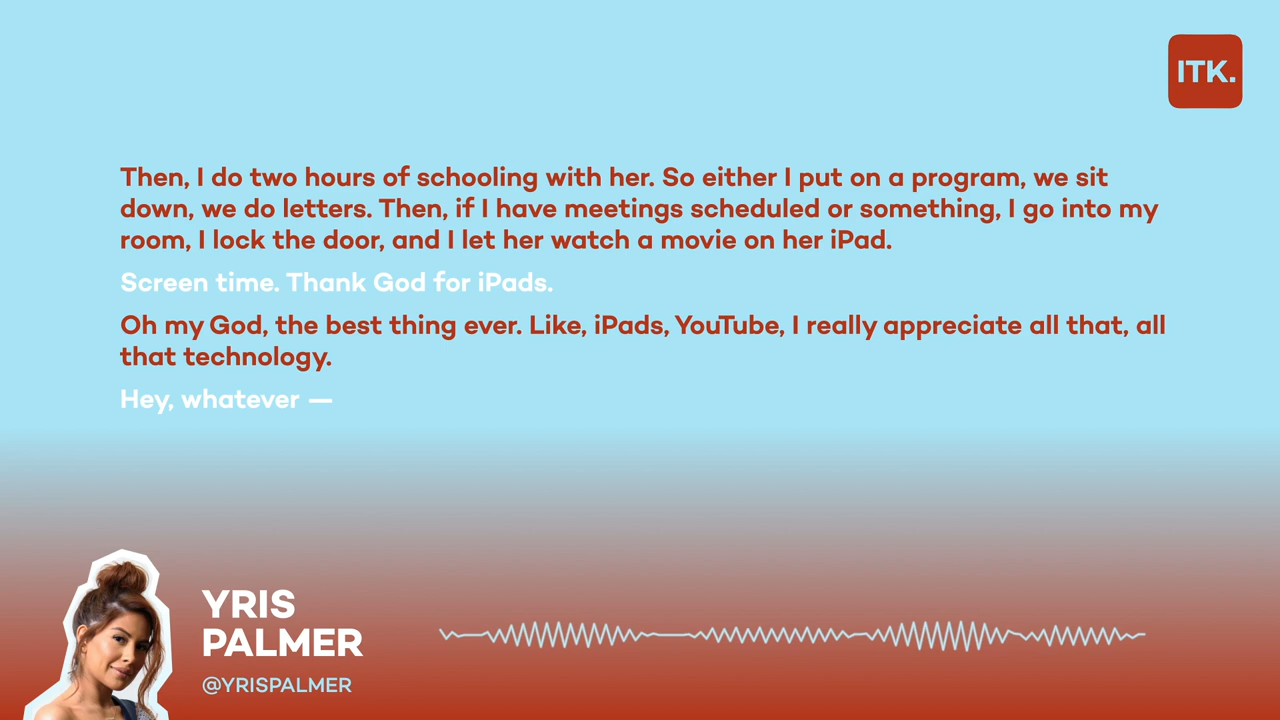 ITK.
Then, I do two hours of schooling with her. So either I put on a program, we sit
down, we do letters. Then, if I have meetings scheduled or something, I go into my
room, I lock the door, and I let her watch a movie on her iPad.
Screen time. Thank God for iPads.
Oh my God, the best thing ever. Like, iPads, YouTube, I really appreciate all that, all
that technology.
Hey, whatever —
YRIS
PALMER
@YRISPALMER